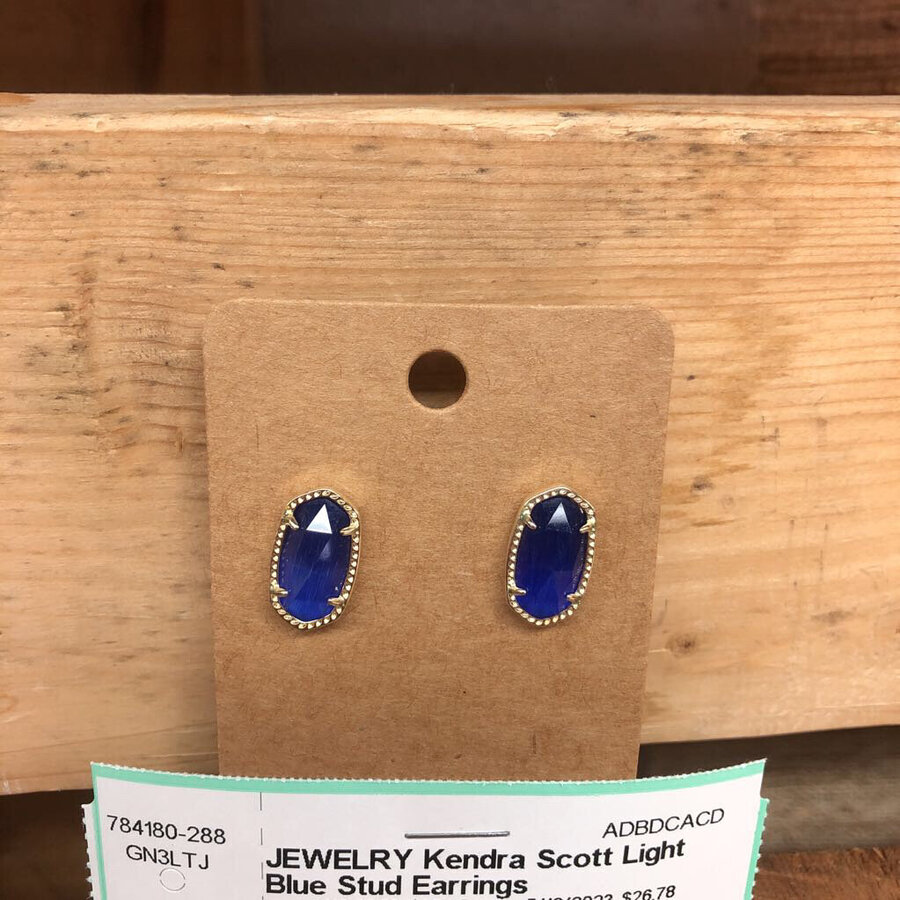 784180-288
GN3LTJ
ADBDCACD
JEWELRY Kendra Scott Light
Blue Stud Earrings
$26.78